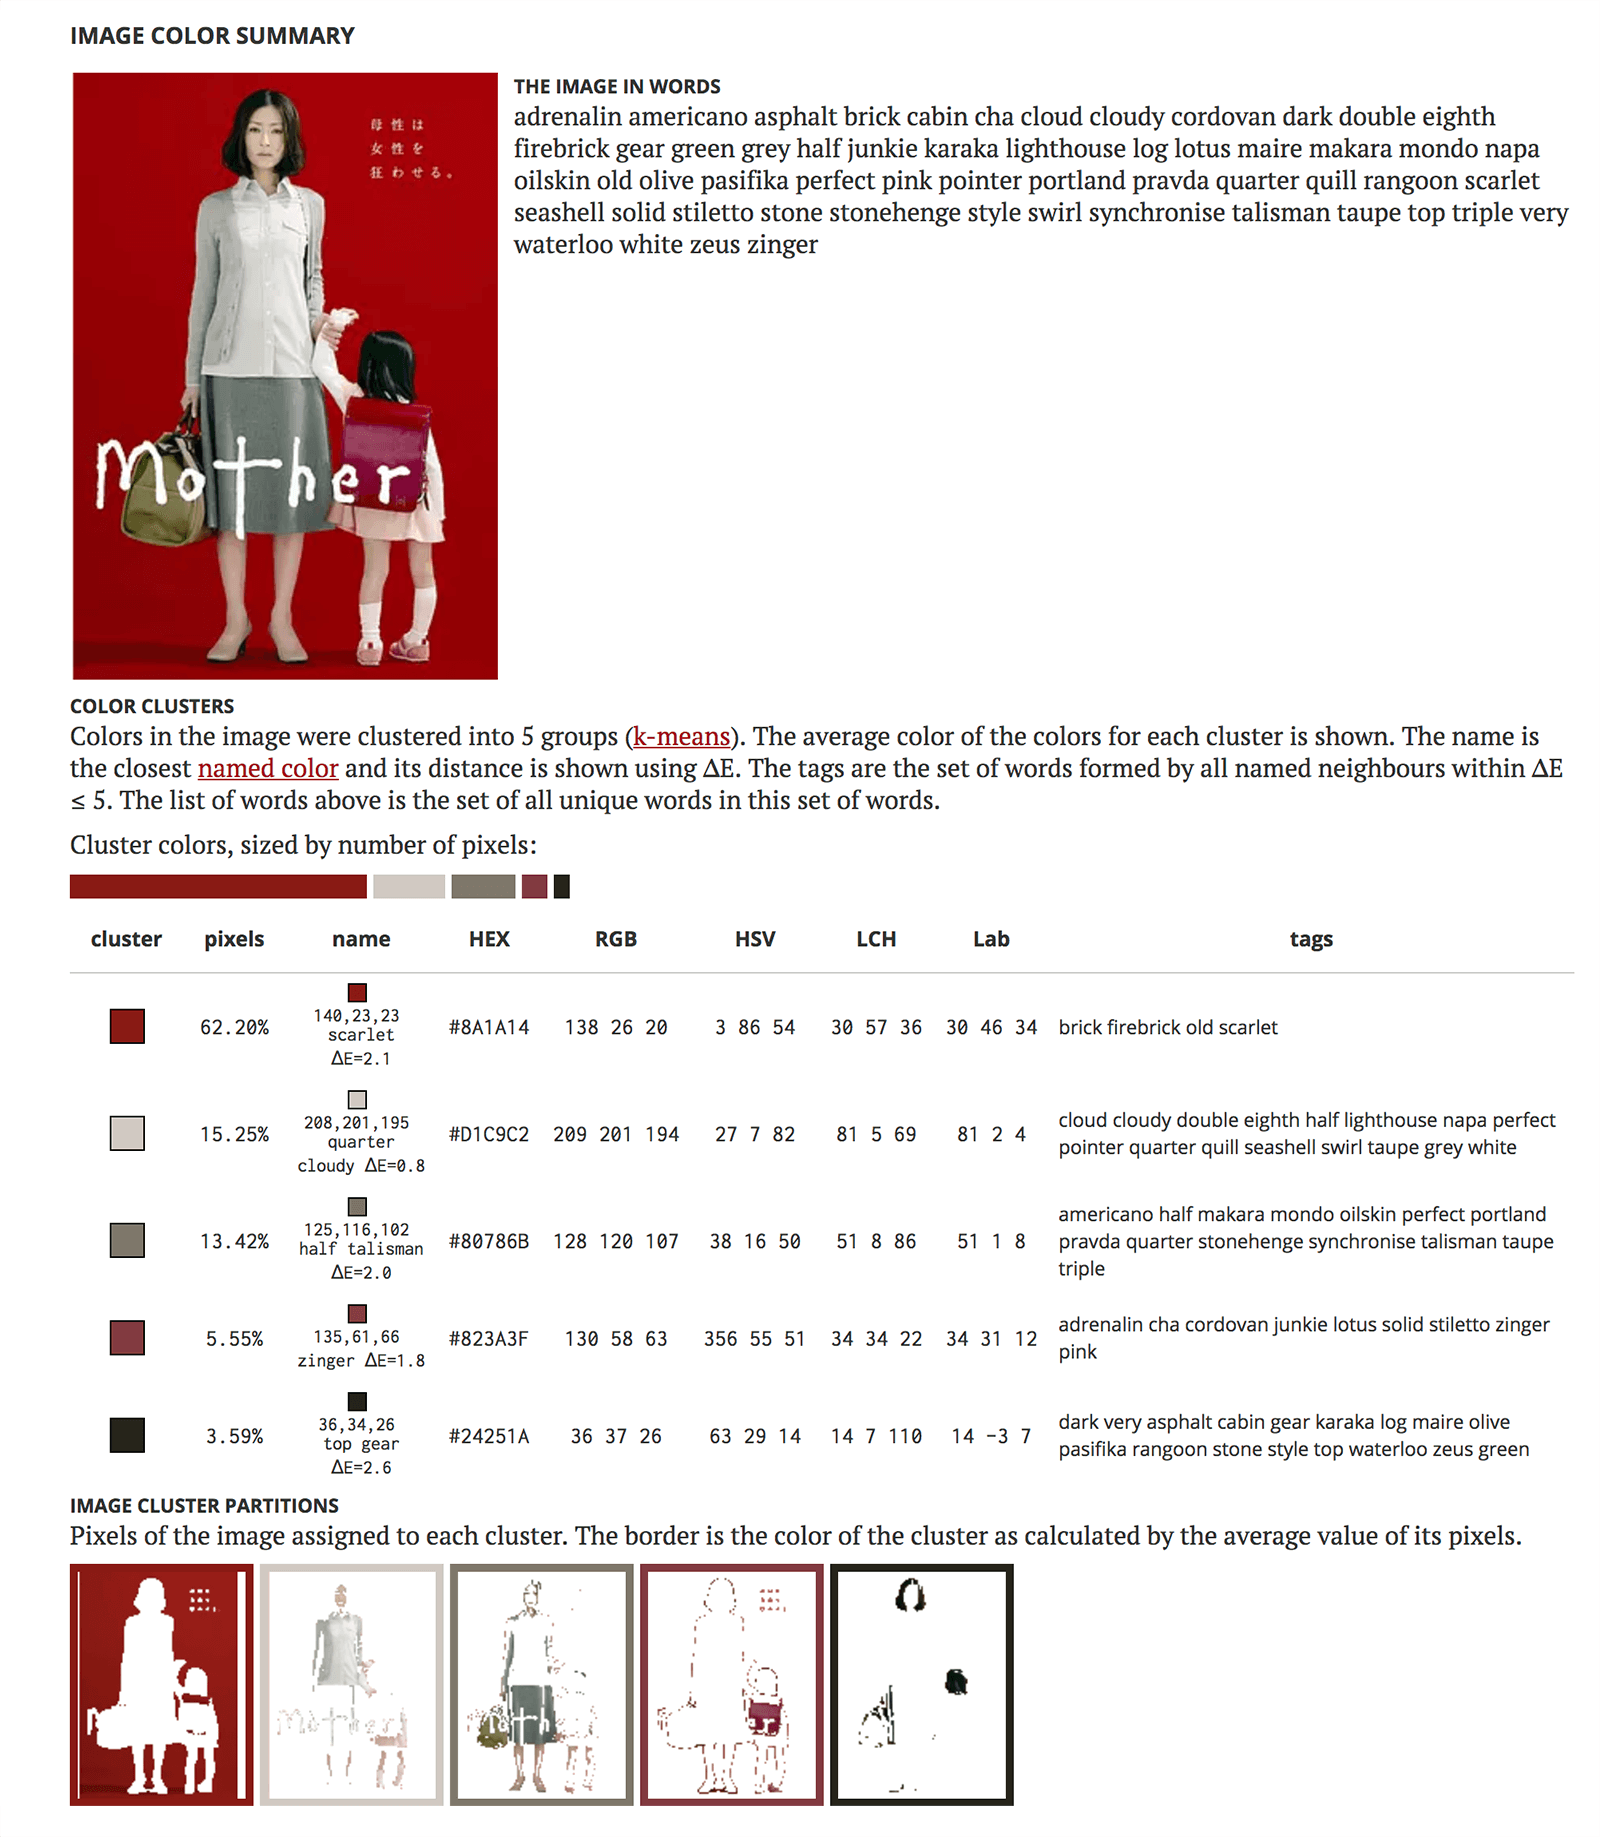 IMAGE COLOR SUMMARY
母性は
女性を
狂わせる。
Mother
THE IMAGE IN WORDS
adrenalin americano asphalt brick cabin cha cloud cloudy cordovan dark double eighth
firebrick gear green grey half junkie karaka lighthouse log lotus maire makara mondo napa
oilskin old olive pasifika perfect pink pointer portland pravda quarter quill rangoon scarlet
seashell solid stiletto stone stonehenge style swirl synchronise talisman taupe top triple very
waterloo white zeus zinger
COLOR CLUSTERS
Colors in the image were clustered into 5 groups (k-means). The average color of the colors for each cluster is shown. The name is
the closest named color and its distance is shown using ΔE. The tags are the set of words formed by all named neighbours within ΔE
≤ 5. The list of words above is the set of all unique words in this set of words.
Cluster colors, sized by number of pixels:
cluster pixels name HEX RGB HSV LCH Lab tags
62.20% 140,23,23 scarlet ΔE=2.1 #8A1A14 138 26 20 3 86 54 30 57 36 30 46 34 brick firebrick old scarlet
15.25% 208,201,195 quarter cloudy ΔE=0.8 #D1C9C2 209 201 194 27 7 82 81 5 69 81 2 4 cloud cloudy double eighth half lighthouse napa perfect
pointer quarter quill seashell swirl taupe grey white
13.42% 125,116,102 half talisman ΔE=2.0 #80786B 128 120 107 38 16 50 51 8 86 51 1 8 americano half makara mondo oilskin perfect portland
pravda quarter stonehenge synchronise talisman taupe
triple
5.55% 135,61,66 zinger ΔE=1.8 #823A3F 130 58 63 356 55 51 34 34 22 34 31 12 adrenalin cha cordovan junkie lotus solid stiletto zinger
pink
3.59% 36,34,26 top gear ΔE=2.6 #24251A 36 37 26 63 29 14 14 7 110 14 -3 7 dark very asphalt cabin gear karaka log maire olive
pasifika rangoon stone style top waterloo zeus green
IMAGE CLUSTER PARTITIONS
Pixels of the image assigned to each cluster. The border is the color of the cluster as calculated by the average value of its pixels.
Mother